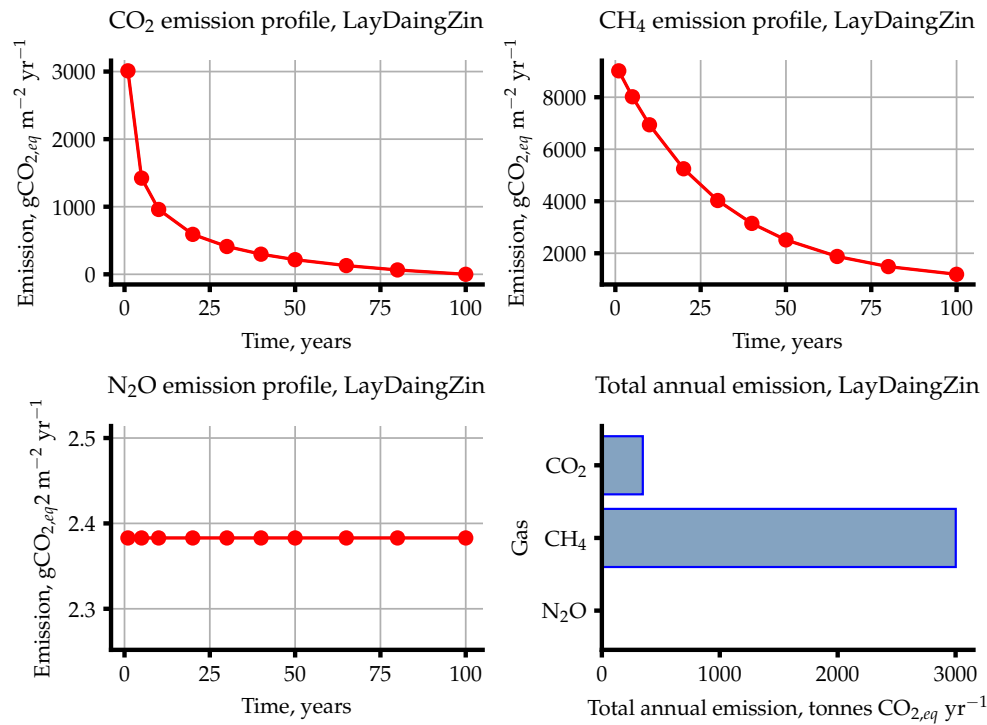 CO₂ emission profile, LayDaingZin
Emission, gCO₂,eq m⁻² yr⁻¹
3000
2000
1000
0
0 25 50 75 100
Time, years
CH₄ emission profile, LayDaingZin
Emission, gCO₂,eq m⁻² yr⁻¹
8000
6000
4000
2000
0 25 50 75 100
Time, years
N₂O emission profile, LayDaingZin
Emission, gCO₂,eq2 m⁻² yr⁻¹
2.5
2.4
2.3
0 25 50 75 100
Time, years
Total annual emission, LayDaingZin
Gas
CO₂
CH₄
N₂O
0 1000 2000 3000
Total annual emission, tonnes CO₂,eq yr⁻¹